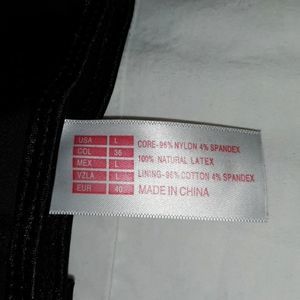 USA L
COL 36
MEX L
VZLA L
EUR 40
CORE-96% NYLON 4% SPANDEX
100% NATURAL LATEX
LINING-96% COTTON 4% SPANDEX
MADE IN CHINA